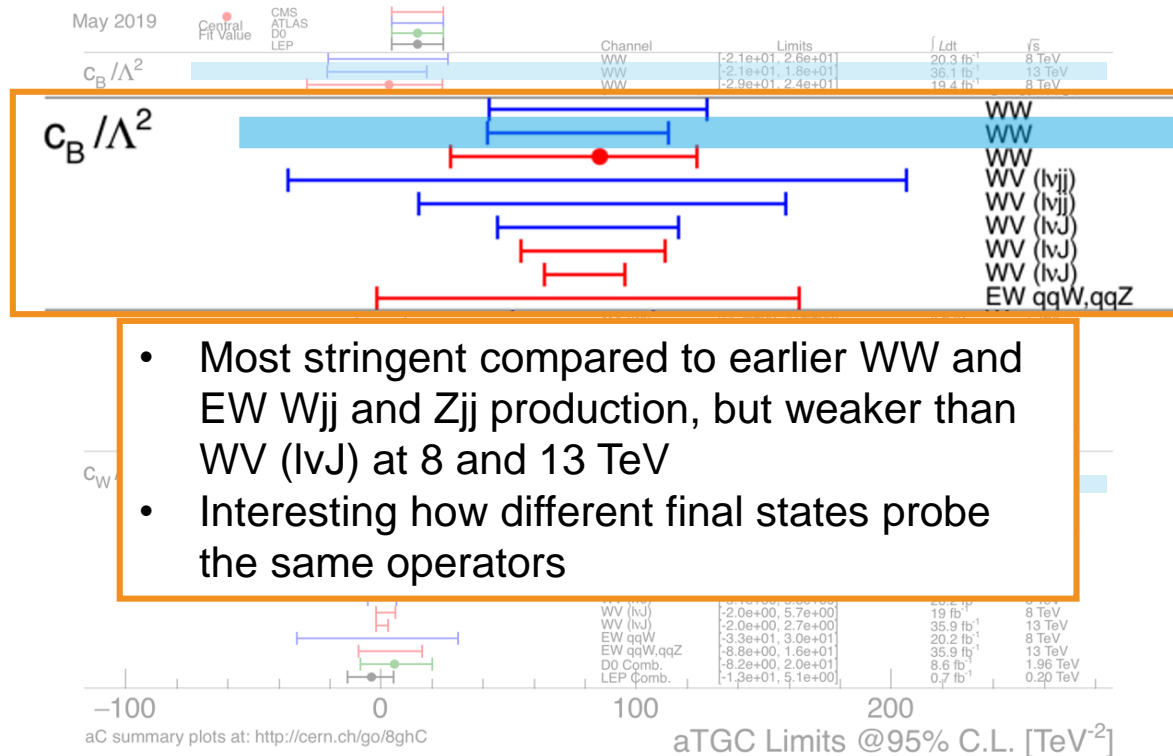 May 2019
Central
Fit Value
CMS
ATLAS
D0
LEP
Channel Limits ∫ Ldt √s
c_B/Λ² WW [-2.1e+01, 2.6e+01] 20.3 fb⁻¹ 8 TeV
WW [-2.1e+01, 1.8e+01] 36.1 fb⁻¹ 13 TeV
WW [-2.9e+01, 2.4e+01] 19.4 fb⁻¹ 8 TeV
c_B/Λ²
WW
WW
WW
WV (lvjj)
WV (lvjj)
WV (lvJ)
WV (lvJ)
WV (lvJ)
EW qqW,qqZ
• Most stringent compared to earlier WW and
EW Wjj and Zjj production, but weaker than
WV (lvJ) at 8 and 13 TeV
• Interesting how different final states probe
the same operators
c_W
WV (lvJ) [-2.0e+00, 5.7e+00] 19 fb⁻¹ 8 TeV
WV (lvJ) [-2.0e+00, 2.7e+00] 35.9 fb⁻¹ 13 TeV
EW qqW [-3.3e+01, 3.0e+01] 20.2 fb⁻¹ 8 TeV
EW qqW,qqZ [-8.8e+00, 1.6e+01] 35.9 fb⁻¹ 13 TeV
D0 Comb. [-8.2e+00, 2.0e+01] 8.6 fb⁻¹ 1.96 TeV
LEP Comb. [-1.3e+01, 5.1e+00] 0.7 fb⁻¹ 0.20 TeV
−100 0 100 200
aC summary plots at: http://cern.ch/go/8ghC
aTGC Limits @95% C.L. [TeV⁻²]